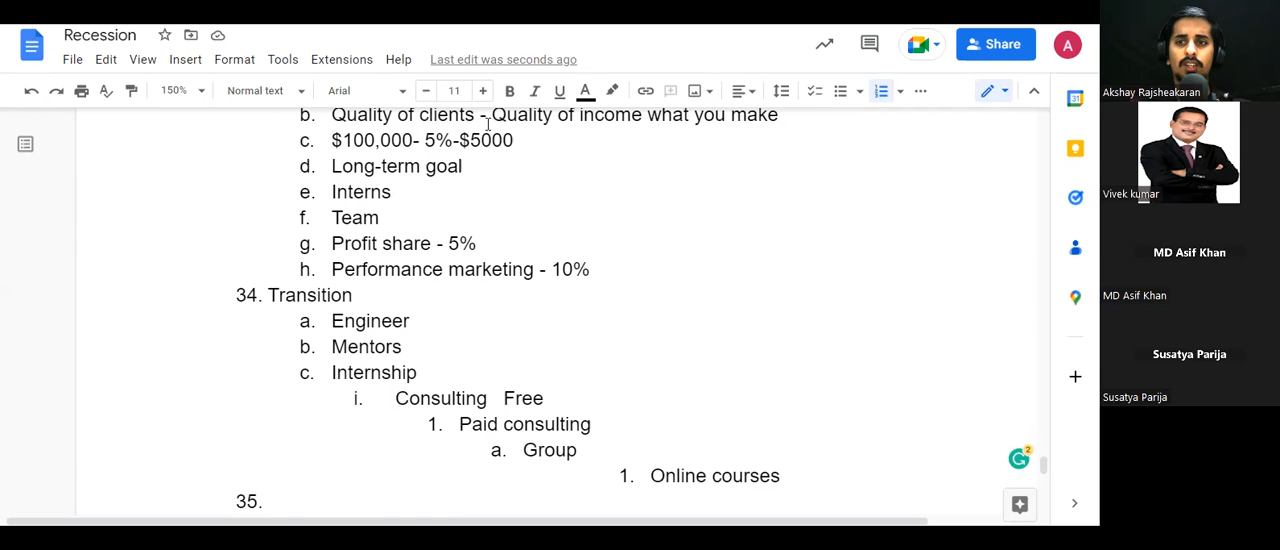 Recession
File Edit View Insert Format Tools Extensions Help Last edit was seconds ago
Share
A
150% Normal text Arial 11 B I U A
b. Quality of clients - Quality of income what you make
c. $100,000- 5%-$5000
d. Long-term goal
e. Interns
f. Team
g. Profit share - 5%
h. Performance marketing - 10%
34. Transition
a. Engineer
b. Mentors
c. Internship
i. Consulting Free
1. Paid consulting
a. Group
1. Online courses
35.
2
31
Akshay Rajsheakaran
Vivek kumar
MD Asif Khan
MD Asif Khan
Susatya Parija
Susatya Parija